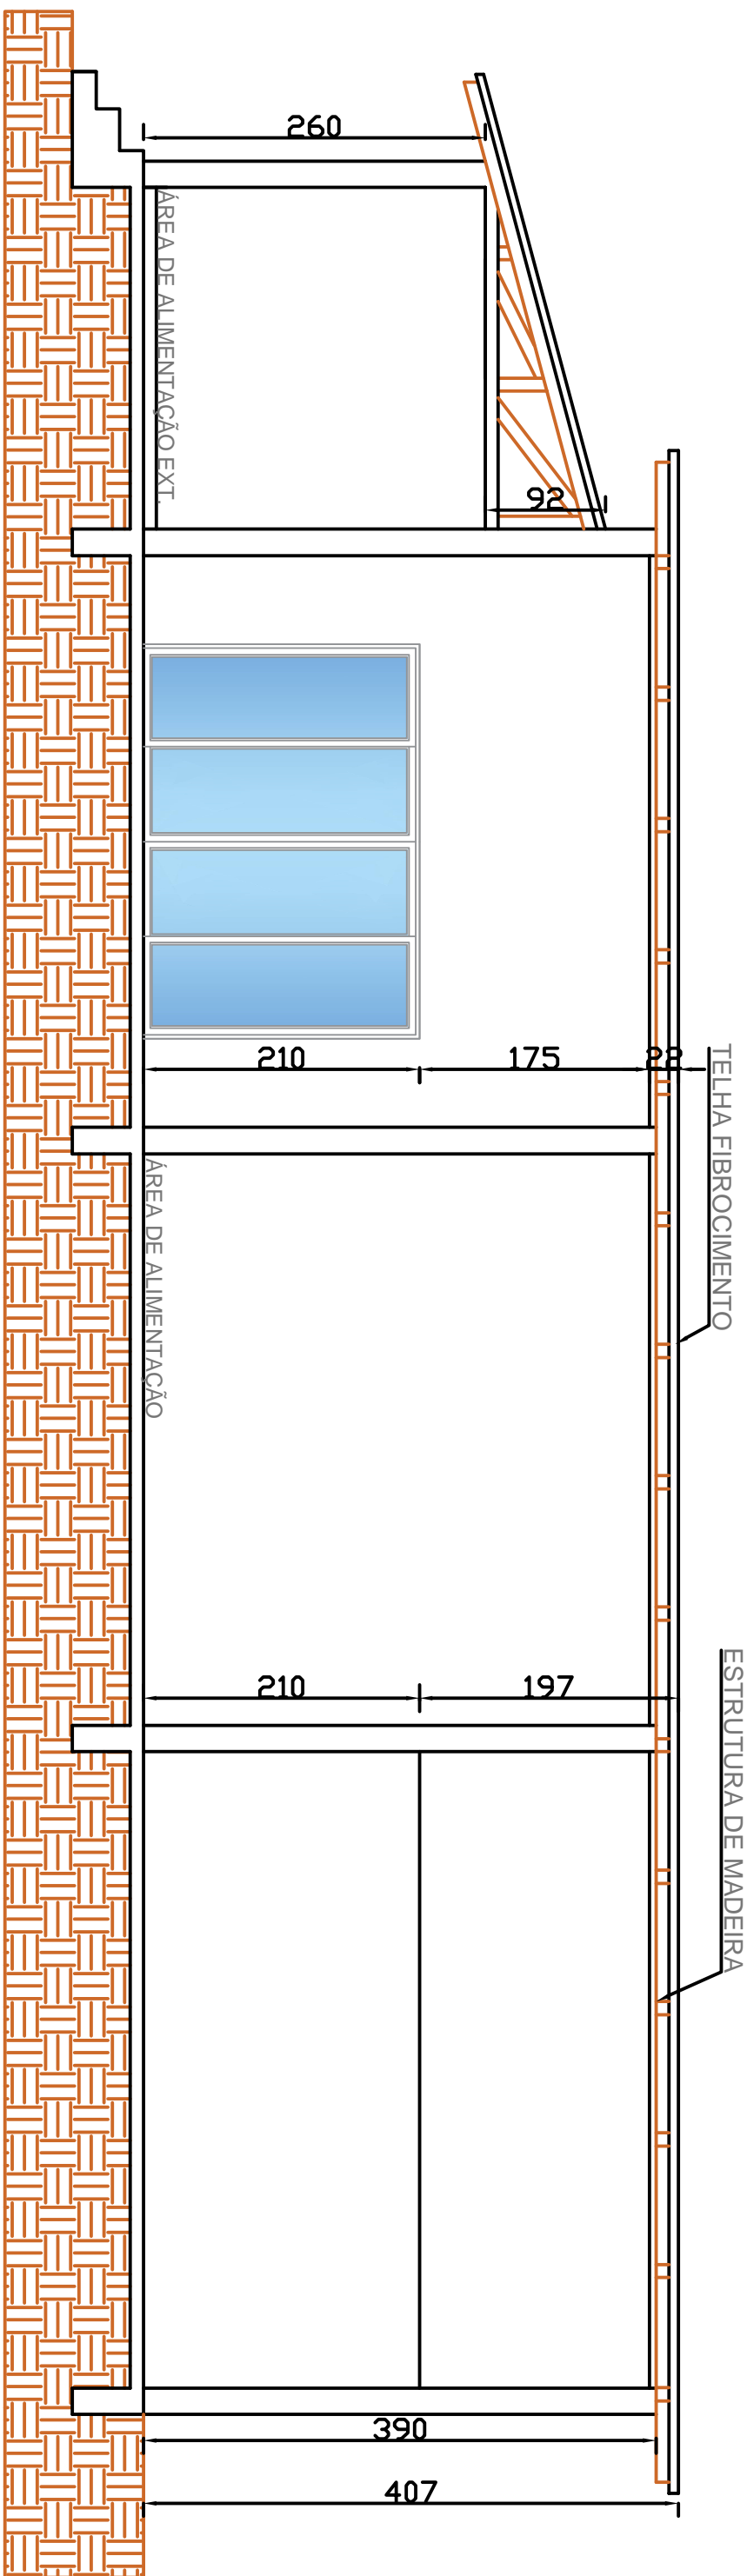 260
ÁREA DE ALIMENTAÇÃO EXT.
92
210
175
22
TELHA FIBROCIMENTO
ÁREA DE ALIMENTAÇÃO
210
197
ESTRUTURA DE MADEIRA
390
407